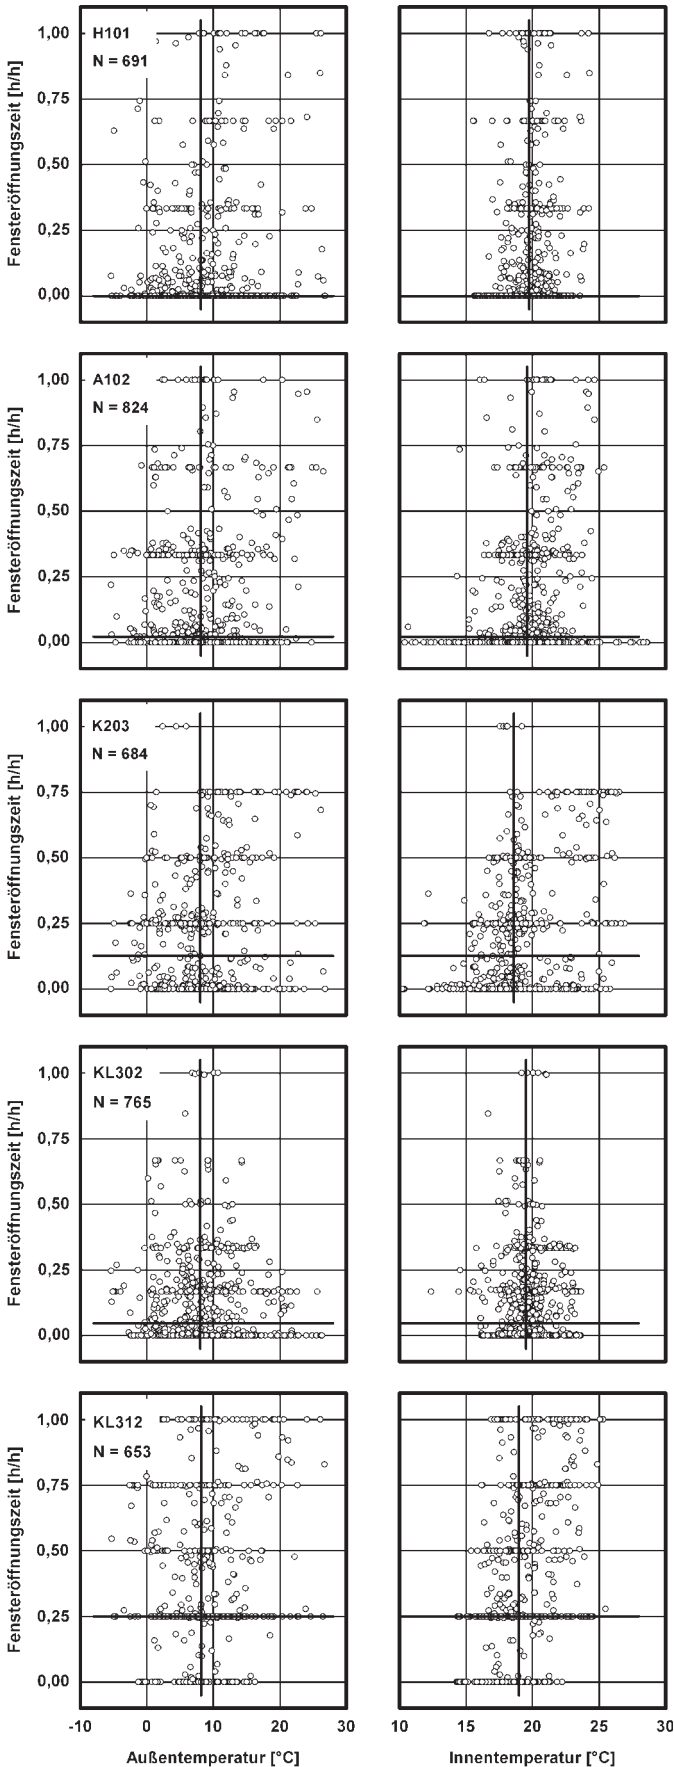 Fensteröffnungszeit [h/h]
1,00
0,75
0,50
0,25
0,00
H101
N = 691
Fensteröffnungszeit [h/h]
1,00
0,75
0,50
0,25
0,00
A102
N = 824
Fensteröffnungszeit [h/h]
1,00
0,75
0,50
0,25
0,00
K203
N = 684
Fensteröffnungszeit [h/h]
1,00
0,75
0,50
0,25
0,00
KL302
N = 765
Fensteröffnungszeit [h/h]
1,00
0,75
0,50
0,25
0,00
KL312
N = 653
-10 0 10 20 30
10 15 20 25 30
Außentemperatur [°C]
Innentemperatur [°C]